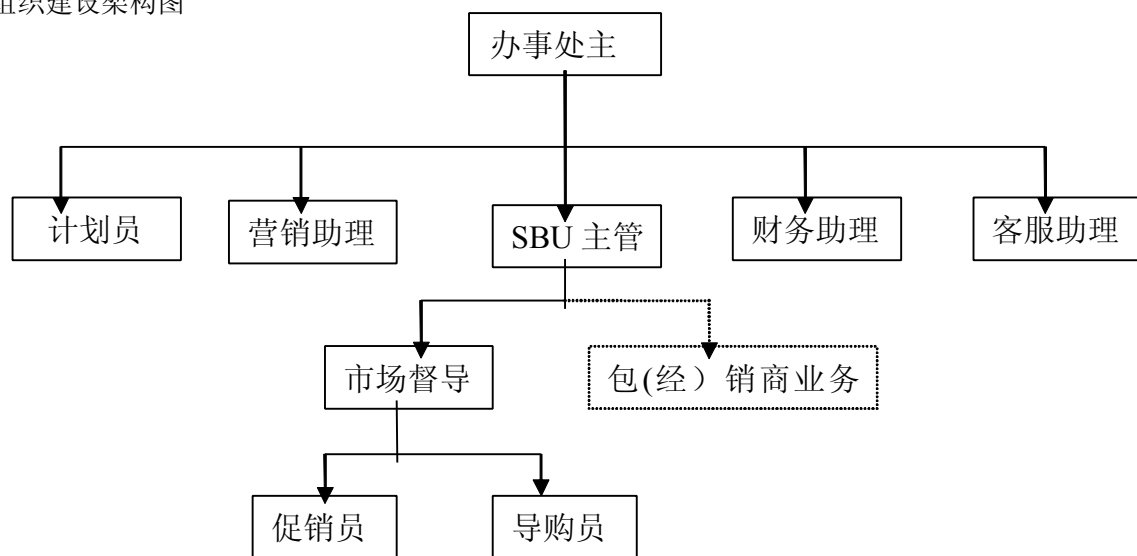 组织建设架构图
办事处主
计划员
营销助理
SBU 主管
财务助理
客服助理
市场督导
包(经）销商业务
促销员
导购员